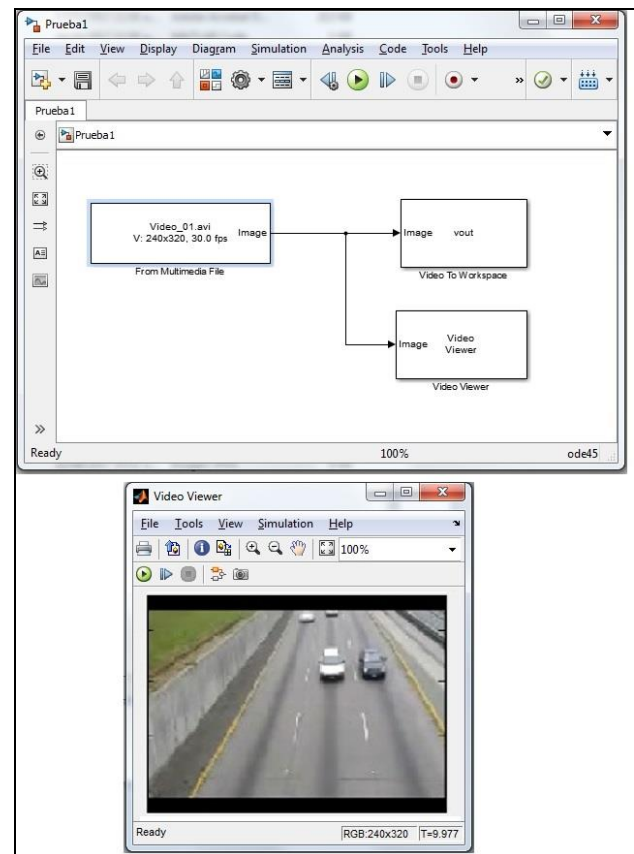 Prueba1
File Edit View Display Diagram Simulation Analysis Code Tools Help
Prueba1
Prueba1
Video_01.avi
V: 240x320, 30.0 fps
Image
From Multimedia File
Image vout
Video To Workspace
Image Video Viewer
Video Viewer
Ready 100% ode45
Video Viewer
File Tools View Simulation Help
100%
Ready RGB:240x320 T=9.977